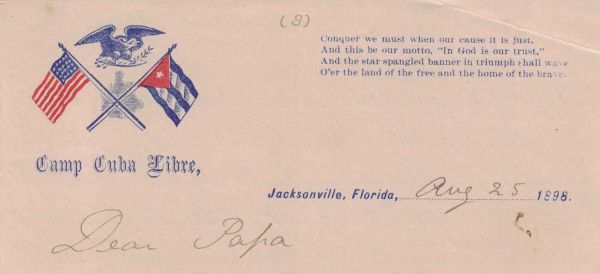 (8)
Conquer we must when our cause it is just,
And this be our motto, "In God is our trust,"
And the star spangled banner in triumph shall wave
O'er the land of the free and the home of the brave.
Camp Cuba Libre,
Jacksonville, Florida, Aug 25 1898.
Dear Papa